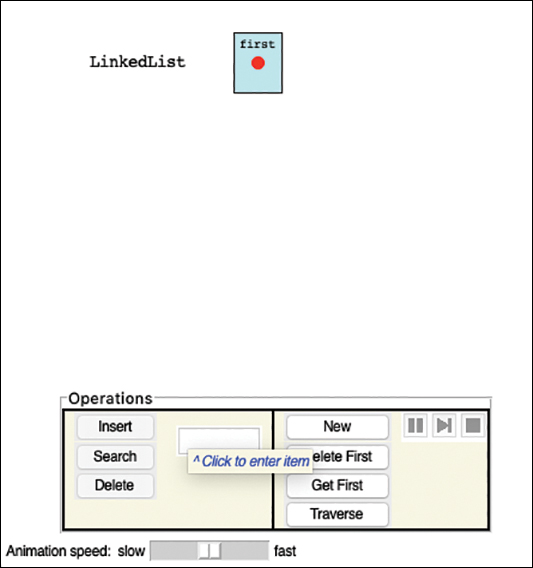 first
LinkedList
Operations
Insert
New
Search
^ Click to enter item
elete First
Delete
Get First
Traverse
Animation speed: slow fast